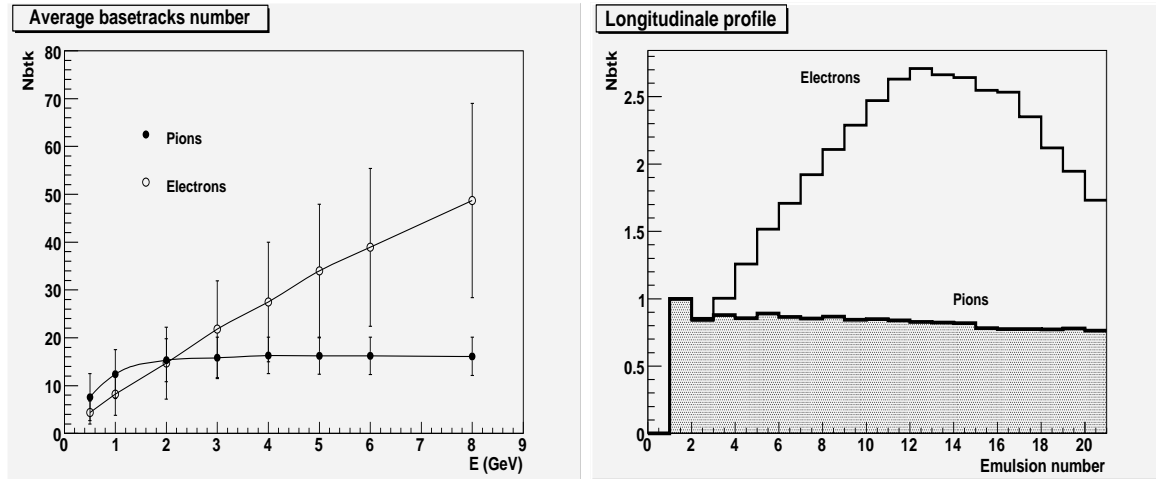 Average basetracks number
Nbtk
80
70
60
50
40
30
20
10
0
Pions
Electrons
0 1 2 3 4 5 6 7 8 9
E (GeV)
Longitudinale profile
Nbtk
2.5
2
1.5
1
0.5
0
Electrons
Pions
0 2 4 6 8 10 12 14 16 18 20
Emulsion number